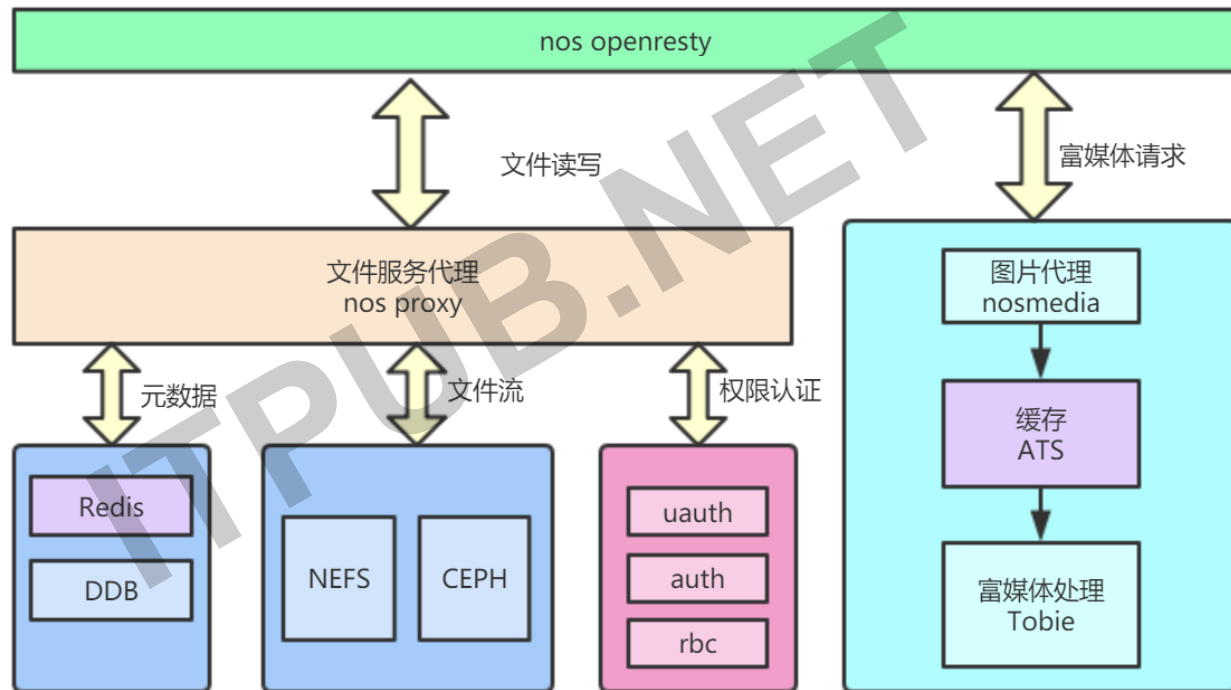 nos openresty
文件读写
富媒体请求
文件服务代理
nos proxy
图片代理
nosmedia
元数据
文件流
权限认证
缓存
ATS
Redis
DDB
NEFS
CEPH
uauth
auth
rbc
富媒体处理
Tobie
ITPUB.NET